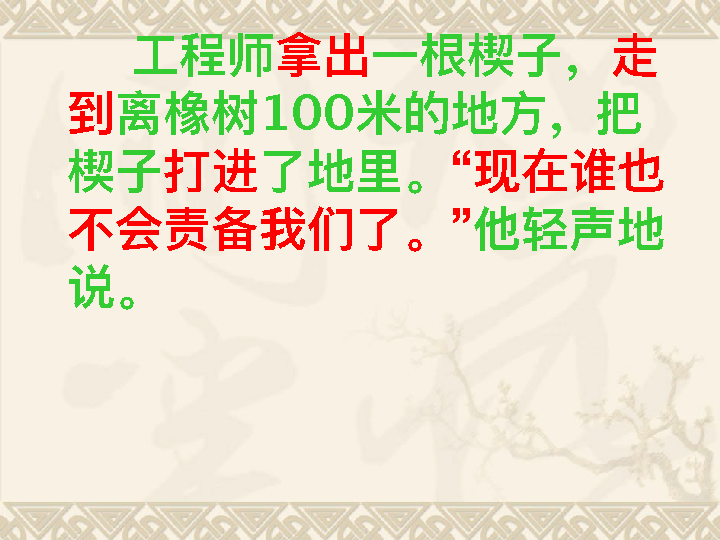 工程师拿出一根楔子，走
到离橡树100米的地方，把
楔子打进了地里。“现在谁也
不会责备我们了。”他轻声地
说。